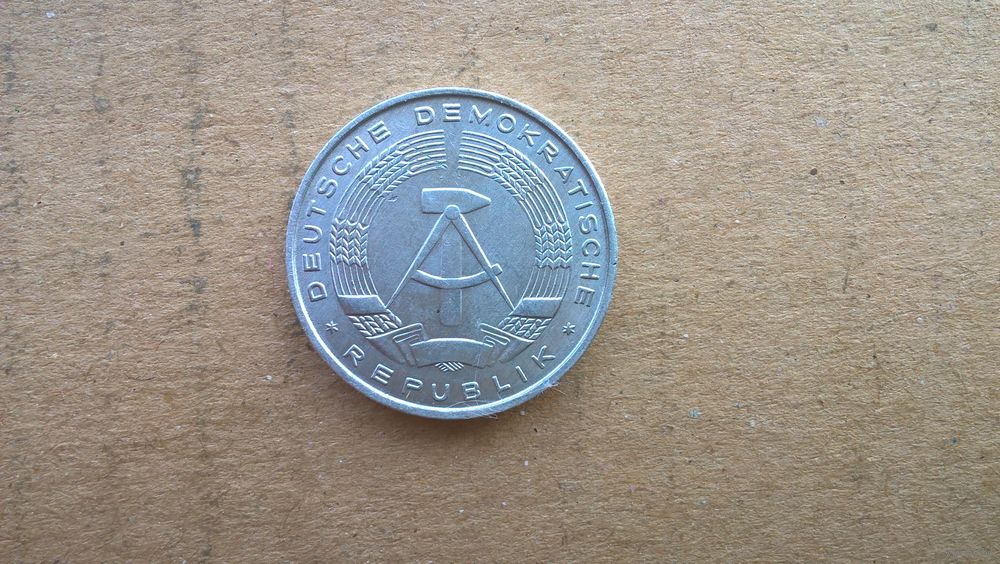 DEUTSCHE DEMOKRATISCHE
* REPUBLIK *